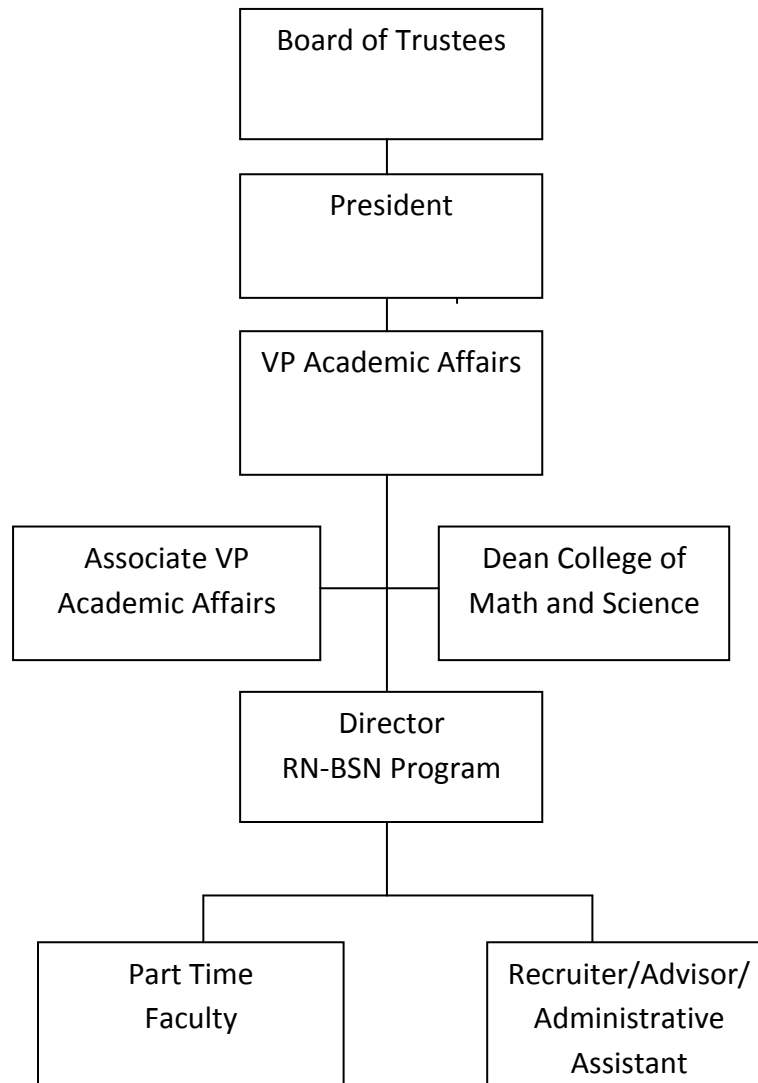 Board of Trustees
President
VP Academic Affairs
Associate VP
Academic Affairs
Dean College of
Math and Science
Director
RN-BSN Program
Part Time
Faculty
Recruiter/Advisor/
Administrative
Assistant